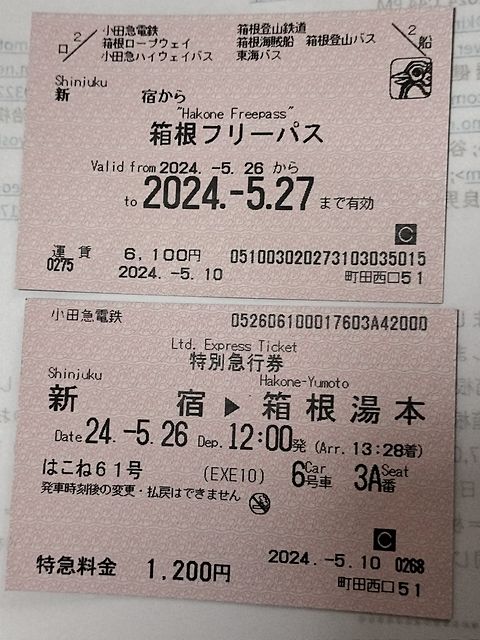 2
ロ
小田急電鉄 箱根登山鉄道
箱根ロープウェイ 箱根海賊船 箱根登山バス
小田急ハイウェイバス 東海バス
2
船
Shinjuku
新 宿から
"Hakone Freepass"
箱根フリーパス
Valid from 2024.-5.26 から
to 2024.-5.27 まで有効
C
運賃 6,100円 051003020273103035015
0275 2024.-5.10 町田西口51
小田急電鉄 052606100017603A42000
Ltd. Express Ticket
特別急行券
Shinjuku Hakone-Yumoto
新 宿 ▶ 箱根湯本
Date 24.-5.26 Dep. 12:00発 (Arr. 13:28着)
はこね61号 (EXE10) 6 Car 号車 3A Seat 番
発車時刻後の変更・払戻はできません
C
特急料金 1,200円 2024.-5.10 0268
町田西口51